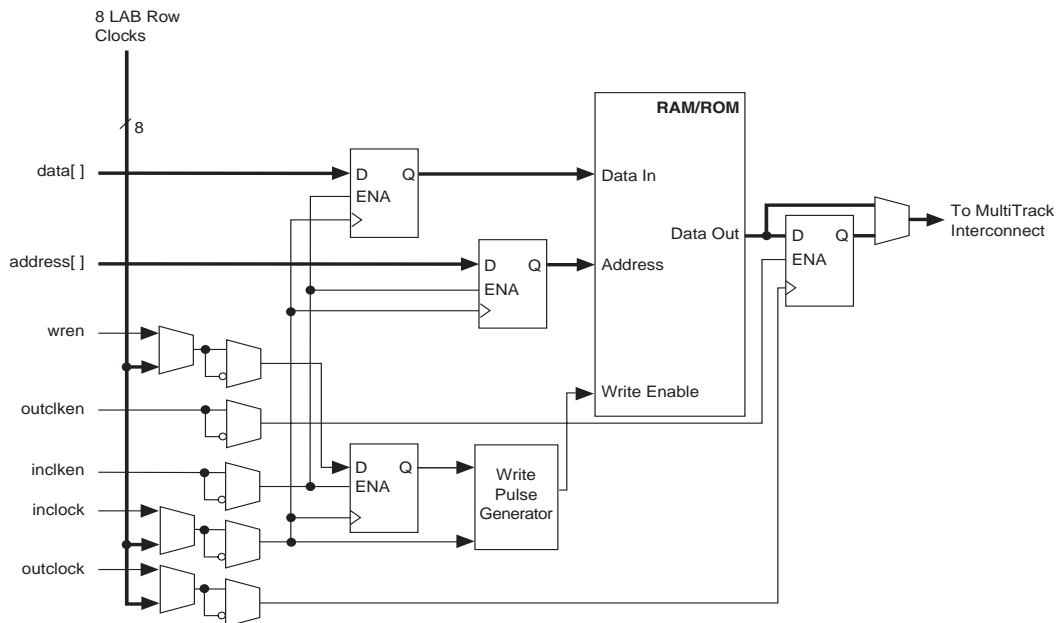 8 LAB Row
Clocks
8
RAM/ROM
data[ ]
D Q
ENA
Data In
Data Out
To MultiTrack
Interconnect
D Q
ENA
address[ ]
D Q
ENA
Address
wren
Write Enable
outclken
inclken
D Q
ENA
Write
Pulse
Generator
inclock
outclock